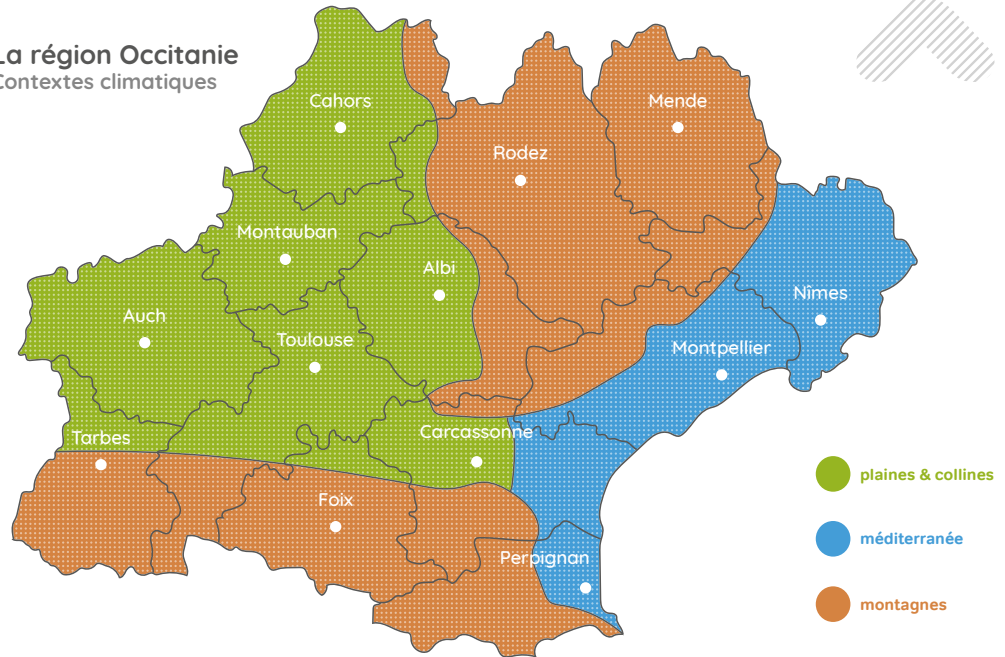 La région Occitanie
Contextes climatiques
Cahors
Mende
Rodez
Montauban
Albi
Nîmes
Auch
Toulouse
Montpellier
Tarbes
Carcassonne
plaines & collines
Foix
méditerranée
Perpignan
montagnes